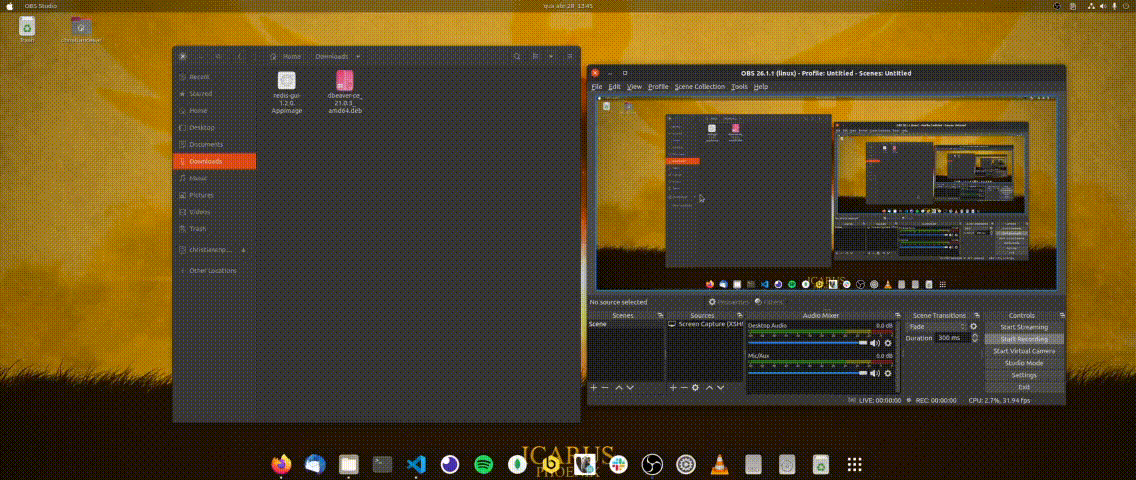 OBS Studio
qua abr 28 13:45
Trash
Home
Downloads
Recent
Starred
Home
Desktop
Documents
Downloads
Music
Pictures
Videos
Trash
Other Locations
redis-gui-
1.2.0.
AppImage
dbeaver-ce_
21.0.3_
amd64.deb
OBS 26.1.1 (linux) - Profile: Untitled - Scenes: Untitled
File Edit View Profile Scene Collection Tools Help
No source selected
Properties
Filters
Scenes
Sources
Audio Mixer
Scene Transitions
Controls
Scene
Screen Capture (XSH
Desktop Audio
0.0 dB
Mic/Aux
0.0 dB
Fade
Duration 300 ms
Start Streaming
Start Recording
Start Virtual Camera
Studio Mode
Settings
Exit
LIVE: 00:00:00
REC: 00:00:00
CPU: 2.7%, 31.94 fps
ICARUS
PHOENIX